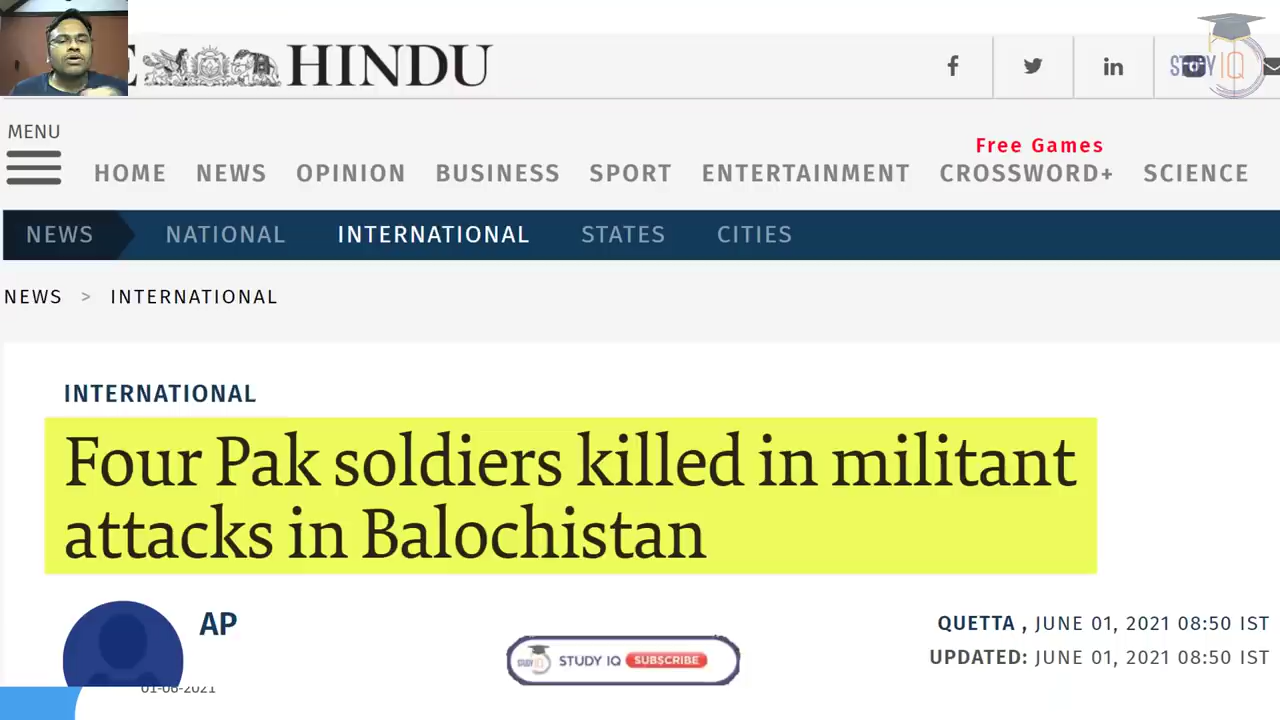 HINDU
STUDY IQ
MENU
Free Games
HOME NEWS OPINION BUSINESS SPORT ENTERTAINMENT CROSSWORD+ SCIENCE
NEWS NATIONAL INTERNATIONAL STATES CITIES
NEWS > INTERNATIONAL
INTERNATIONAL
Four Pak soldiers killed in militant
attacks in Balochistan
AP
QUETTA , JUNE 01, 2021 08:50 IST
UPDATED: JUNE 01, 2021 08:50 IST
STUDY IQ SUBSCRIBE
01-06-2021